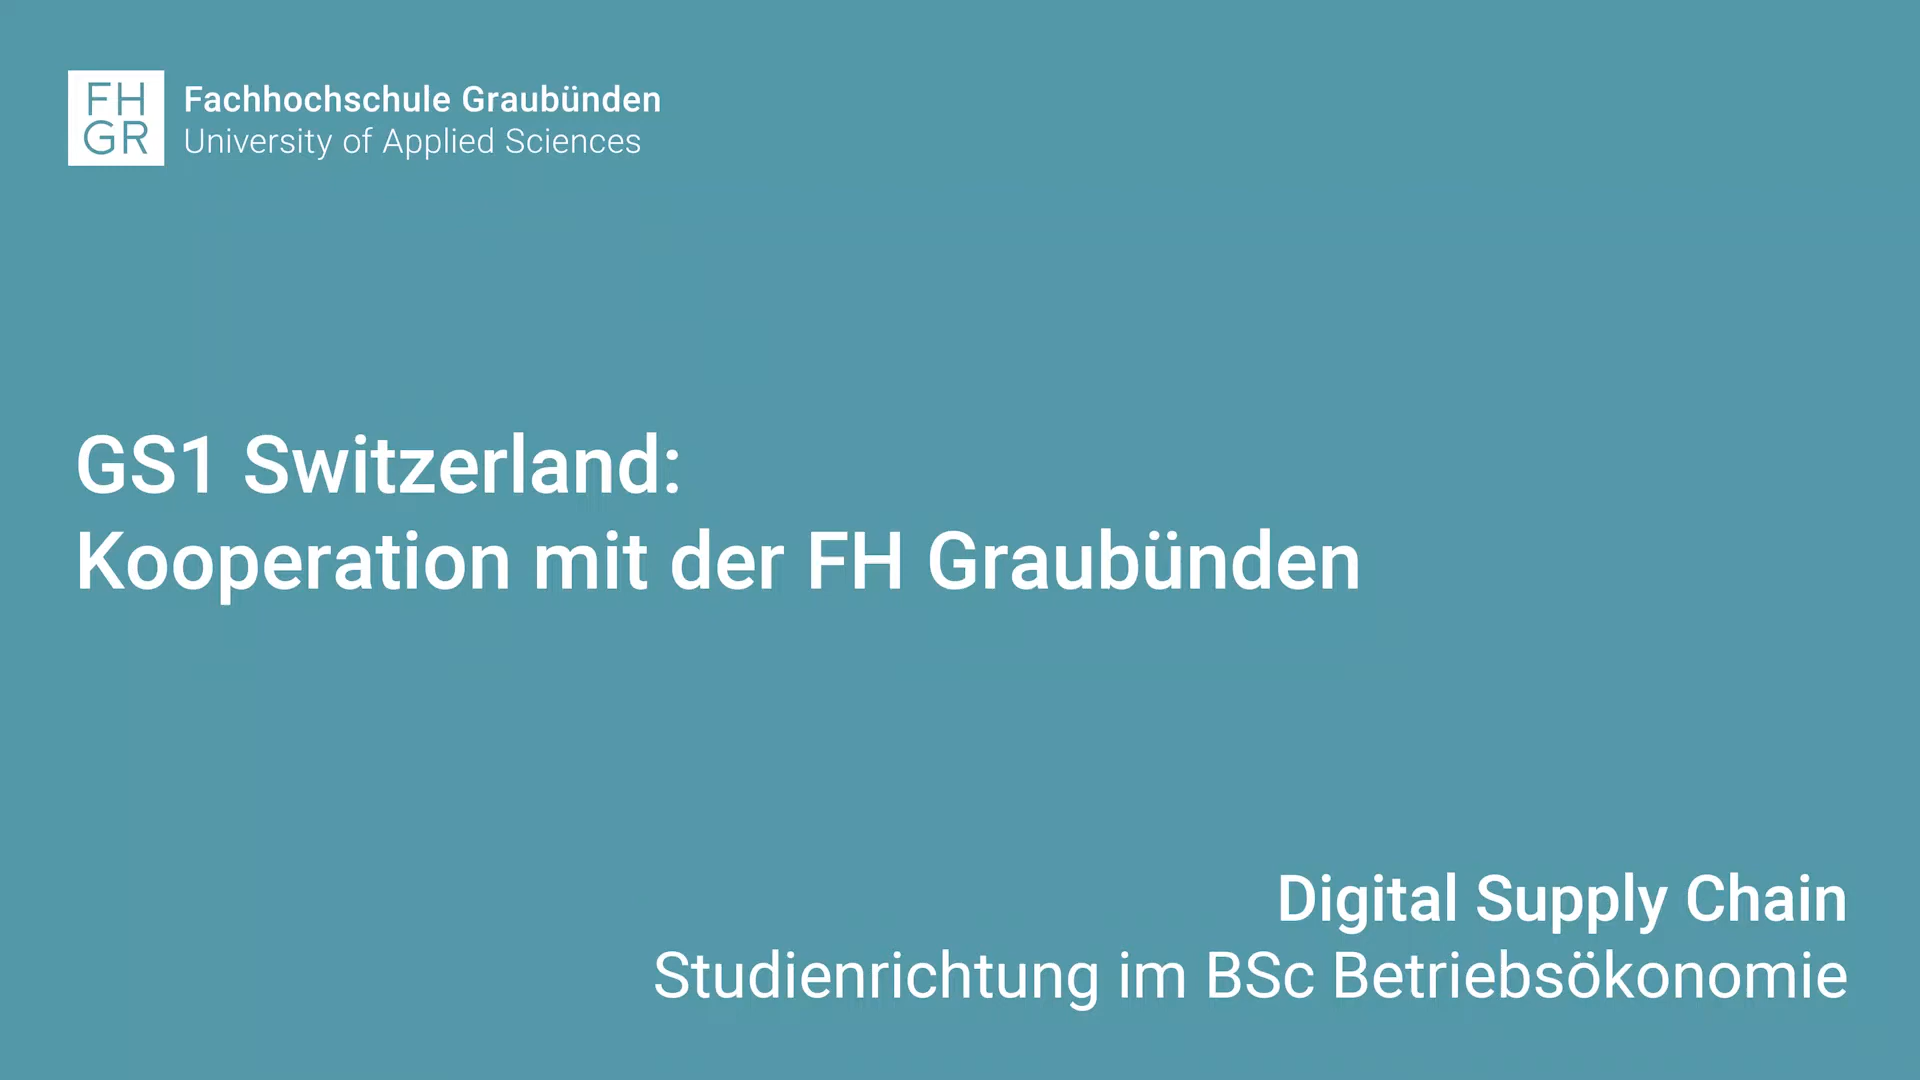 FH
GR
Fachhochschule Graubünden
University of Applied Sciences
GS1 Switzerland:
Kooperation mit der FH Graubünden
Digital Supply Chain
Studienrichtung im BSc Betriebsökonomie